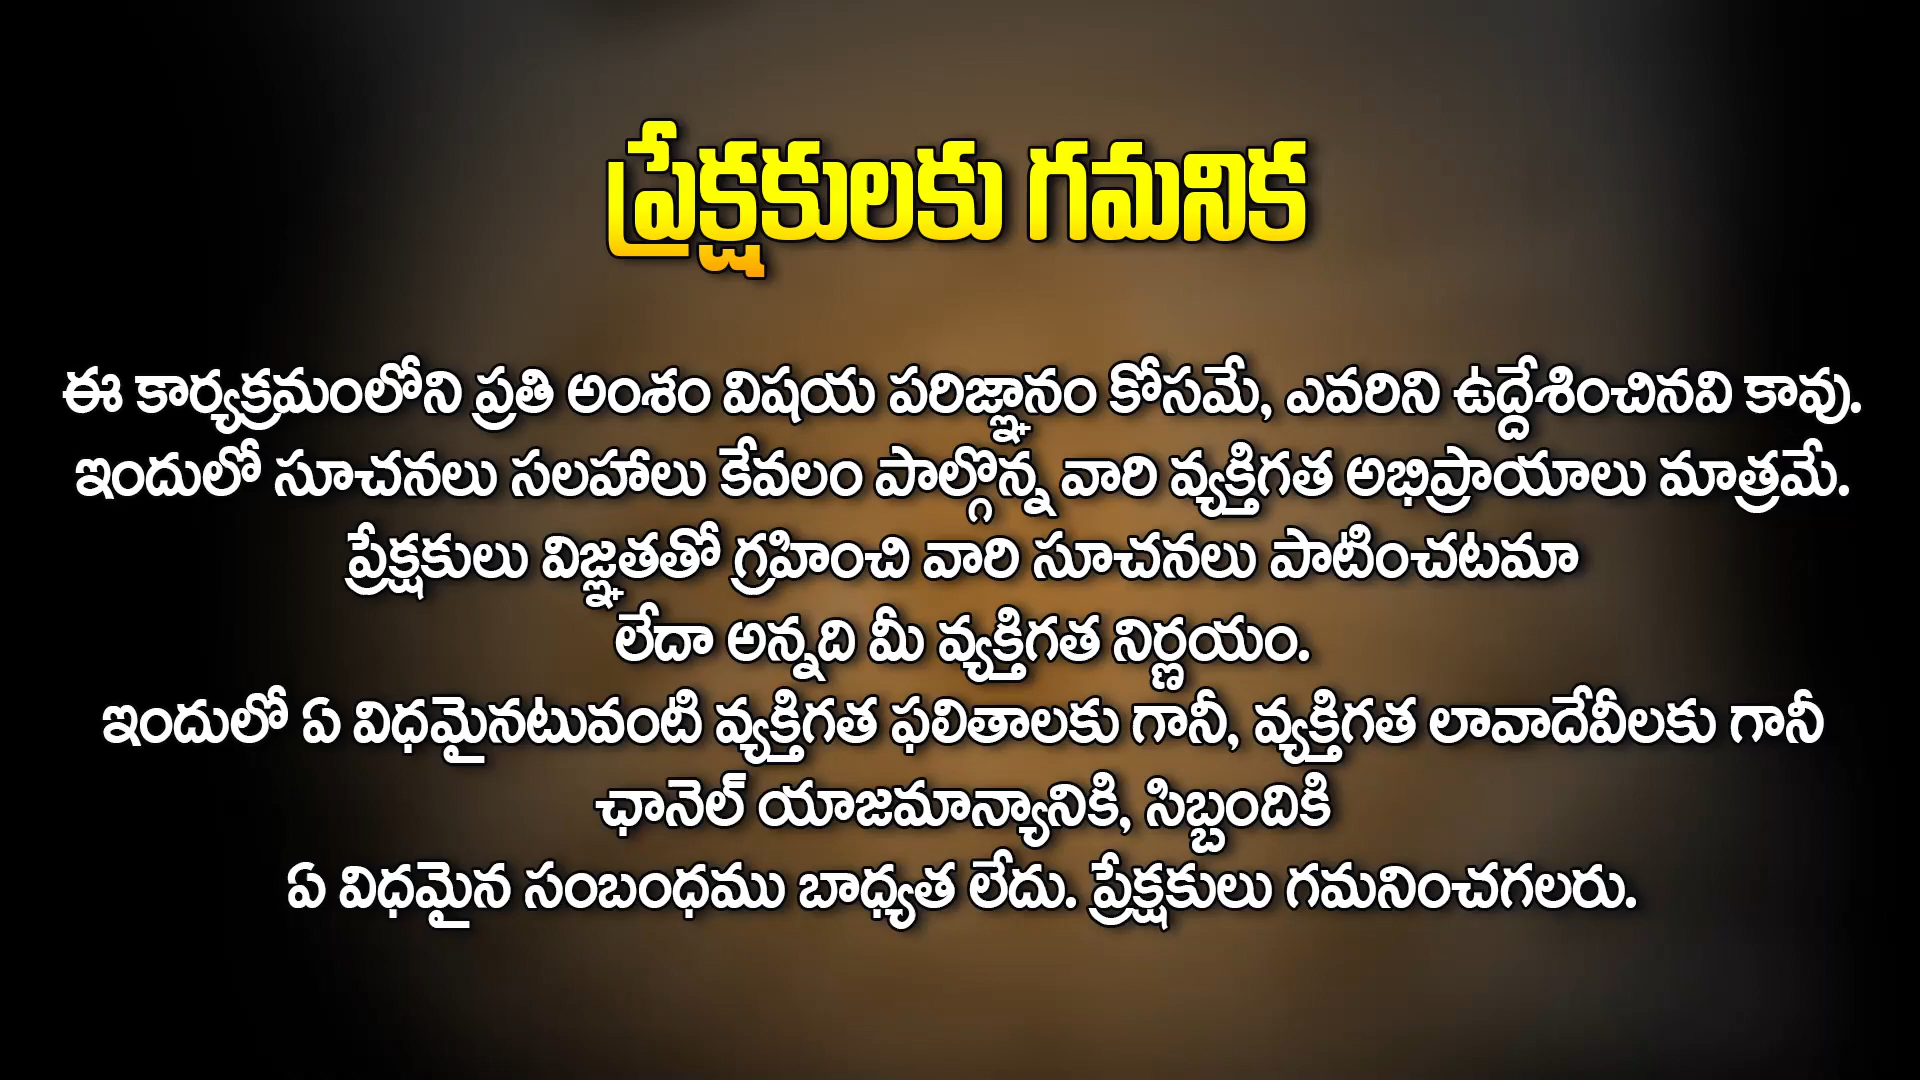 ప్రేక్షకులకు గమనిక
ఈ కార్యక్రమంలోని ప్రతి అంశం విషయ పరిజ్ఞానం కోసమే, ఎవరిని ఉద్దేశించినవి కావు.
ఇందులో సూచనలు సలహాలు కేవలం పాల్గొన్న వారి వ్యక్తిగత అభిప్రాయాలు మాత్రమే.
ప్రేక్షకులు విజ్ఞతతో గ్రహించి వారి సూచనలు పాటించటమా
లేదా అన్నది మీ వ్యక్తిగత నిర్ణయం.
ఇందులో ఏ విధమైనటువంటి వ్యక్తిగత ఫలితాలకు గానీ, వ్యక్తిగత లావాదేవీలకు గానీ
ఛానెల్ యాజమాన్యానికి, సిబ్బందికి
ఏ విధమైన సంబంధము బాధ్యత లేదు. ప్రేక్షకులు గమనించగలరు.